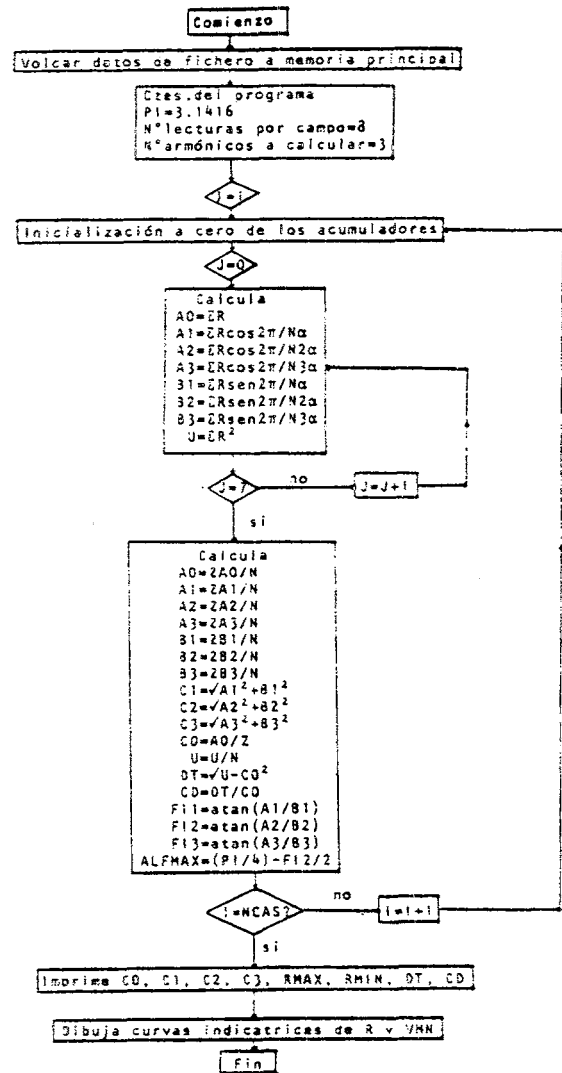 Comienzo
Volcar datos de fichero a memoria principal
Ctes.del programa
PI=3.1416
N°lecturas por campo=8
N°armónicos a calcular=3
Inicialización a cero de los acumuladores
J=0
Calcula
A0=ΣR
A1=ΣRcos2π/Nα
A2=ΣRcos2π/N2α
A3=ΣRcos2π/N3α
B1=ΣRsen2π/Nα
B2=ΣRsen2π/N2α
B3=ΣRsen2π/N3α
U=ΣR²
J=7
no
J=J+1
si
Calcula
A0=2A0/N
A1=2A1/N
A2=2A2/N
A3=2A3/N
B1=2B1/N
B2=2B2/N
B3=2B3/N
C1=√A1²+B1²
C2=√A2²+B2²
C3=√A3²+B3²
C0=A0/2
U=U/N
DT=√U-C0²
CD=DT/C0
FI1=atan(A1/B1)
FI2=atan(A2/B2)
FI3=atan(A3/B3)
ALFMAX=(PI/4)-FI2/2
I=NCAS?
no
I=I+1
si
Imprime C0, C1, C2, C3, RMAX, RMIN, DT, CD
Dibuja curvas indicatrices de R y VMN
Fin